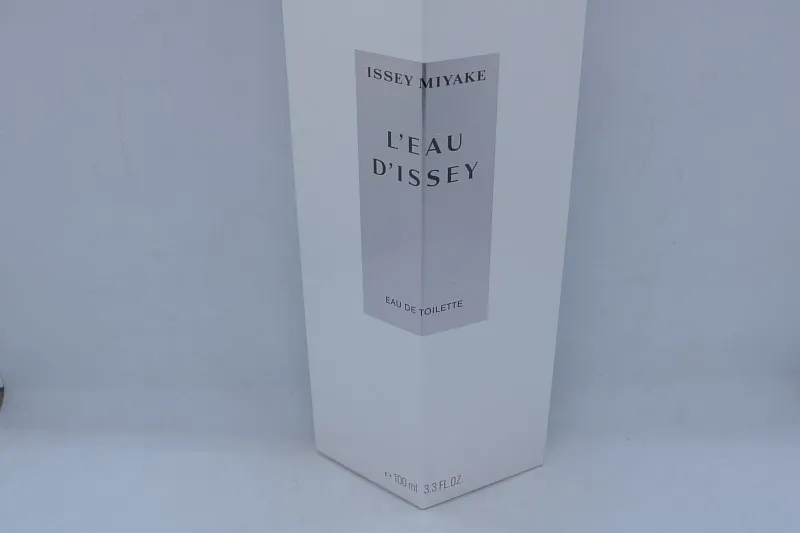 ISSEY MIYAKE
L'EAU
D'ISSEY
EAU DE TOILETTE
℮ 100 ml 3.3 FL.OZ.